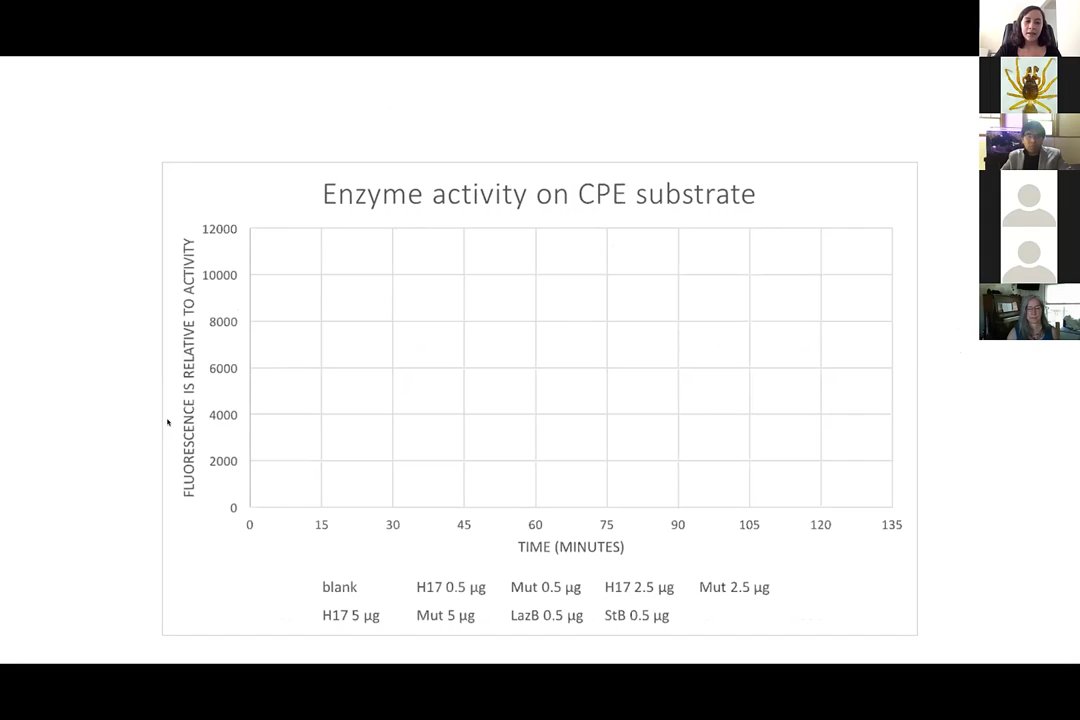 Enzyme activity on CPE substrate
FLUORESCENCE IS RELATIVE TO ACTIVITY
12000
10000
8000
6000
4000
2000
0
0 15 30 45 60 75 90 105 120 135
TIME (MINUTES)
blank H17 0.5 µg Mut 0.5 µg H17 2.5 µg Mut 2.5 µg
H17 5 µg Mut 5 µg LazB 0.5 µg StB 0.5 µg